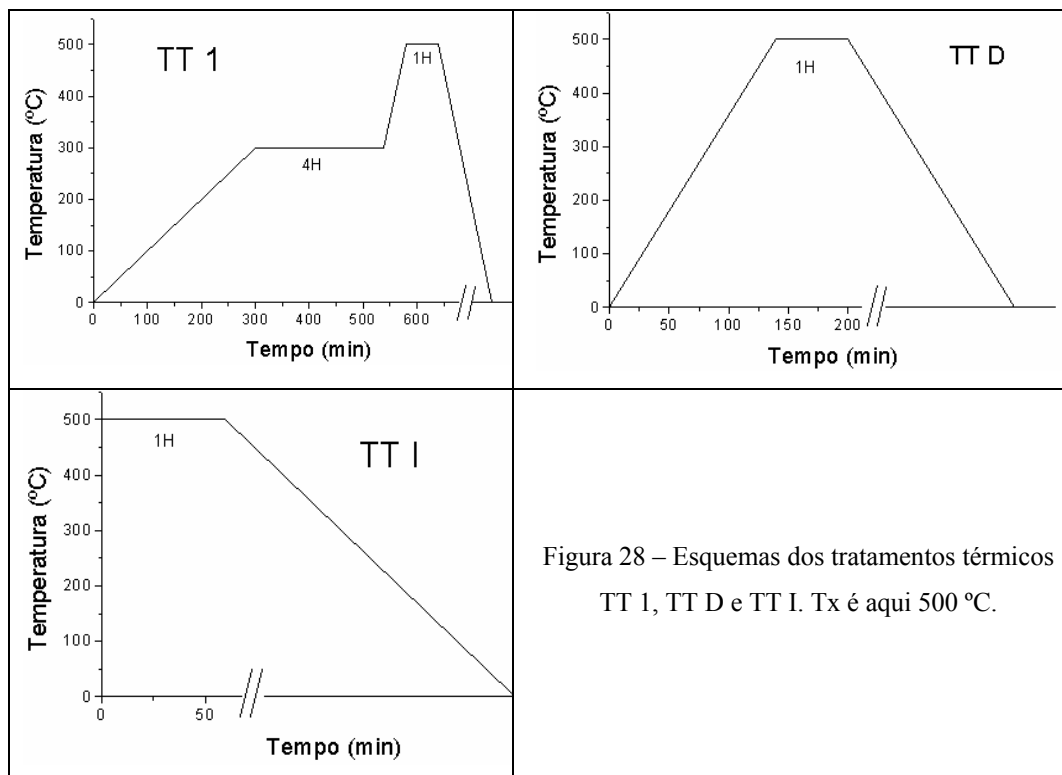 TT 1
500
400
300
200
100
0
1H
4H
0 100 200 300 400 500 600
Temperatura (ºC)
Tempo (min)
TT D
500
400
300
200
100
0
1H
0 50 100 150 200
Temperatura (ºC)
Tempo (min)
TT I
500
400
300
200
100
0
1H
0 50
Temperatura (ºC)
Tempo (min)
Figura 28 – Esquemas dos tratamentos térmicos
TT 1, TT D e TT I. Tx é aqui 500 ºC.